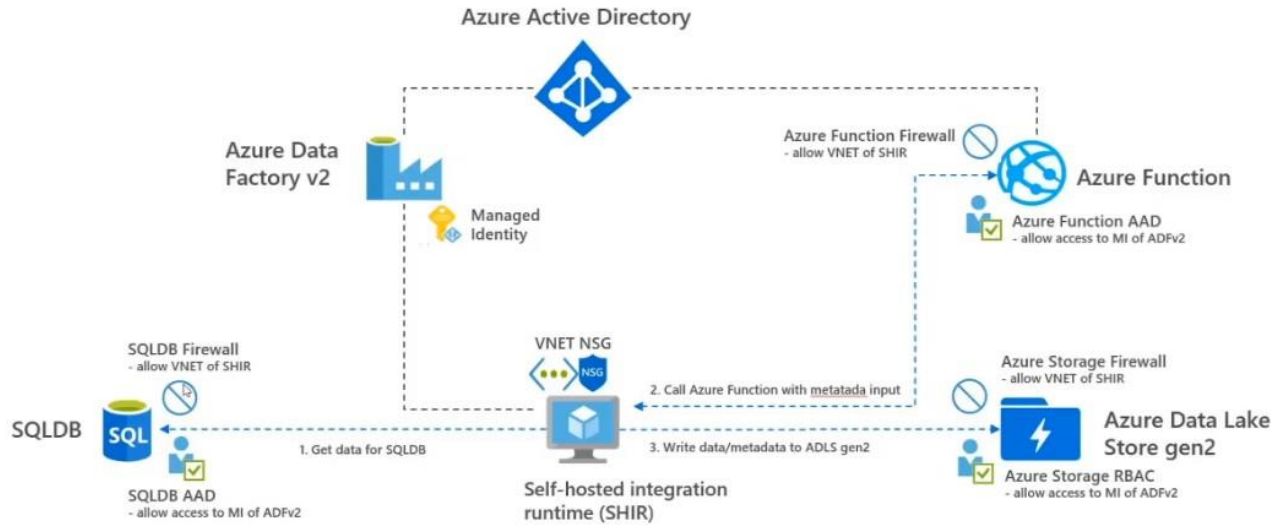 Azure Active Directory
Azure Data
Factory v2
Managed
Identity
Azure Function Firewall
- allow VNET of SHIR
Azure Function
Azure Function AAD
- allow access to MI of ADFv2
SQLDB Firewall
- allow VNET of SHIR
SQLDB
SQL
SQLDB AAD
- allow access to MI of ADFv2
1. Get data for SQLDB
VNET NSG
NSG
Self-hosted integration
runtime (SHIR)
2. Call Azure Function with metatada input
3. Write data/metadata to ADLS gen2
Azure Storage Firewall
- allow VNET of SHIR
Azure Data Lake
Store gen2
Azure Storage RBAC
- allow access to MI of ADFv2